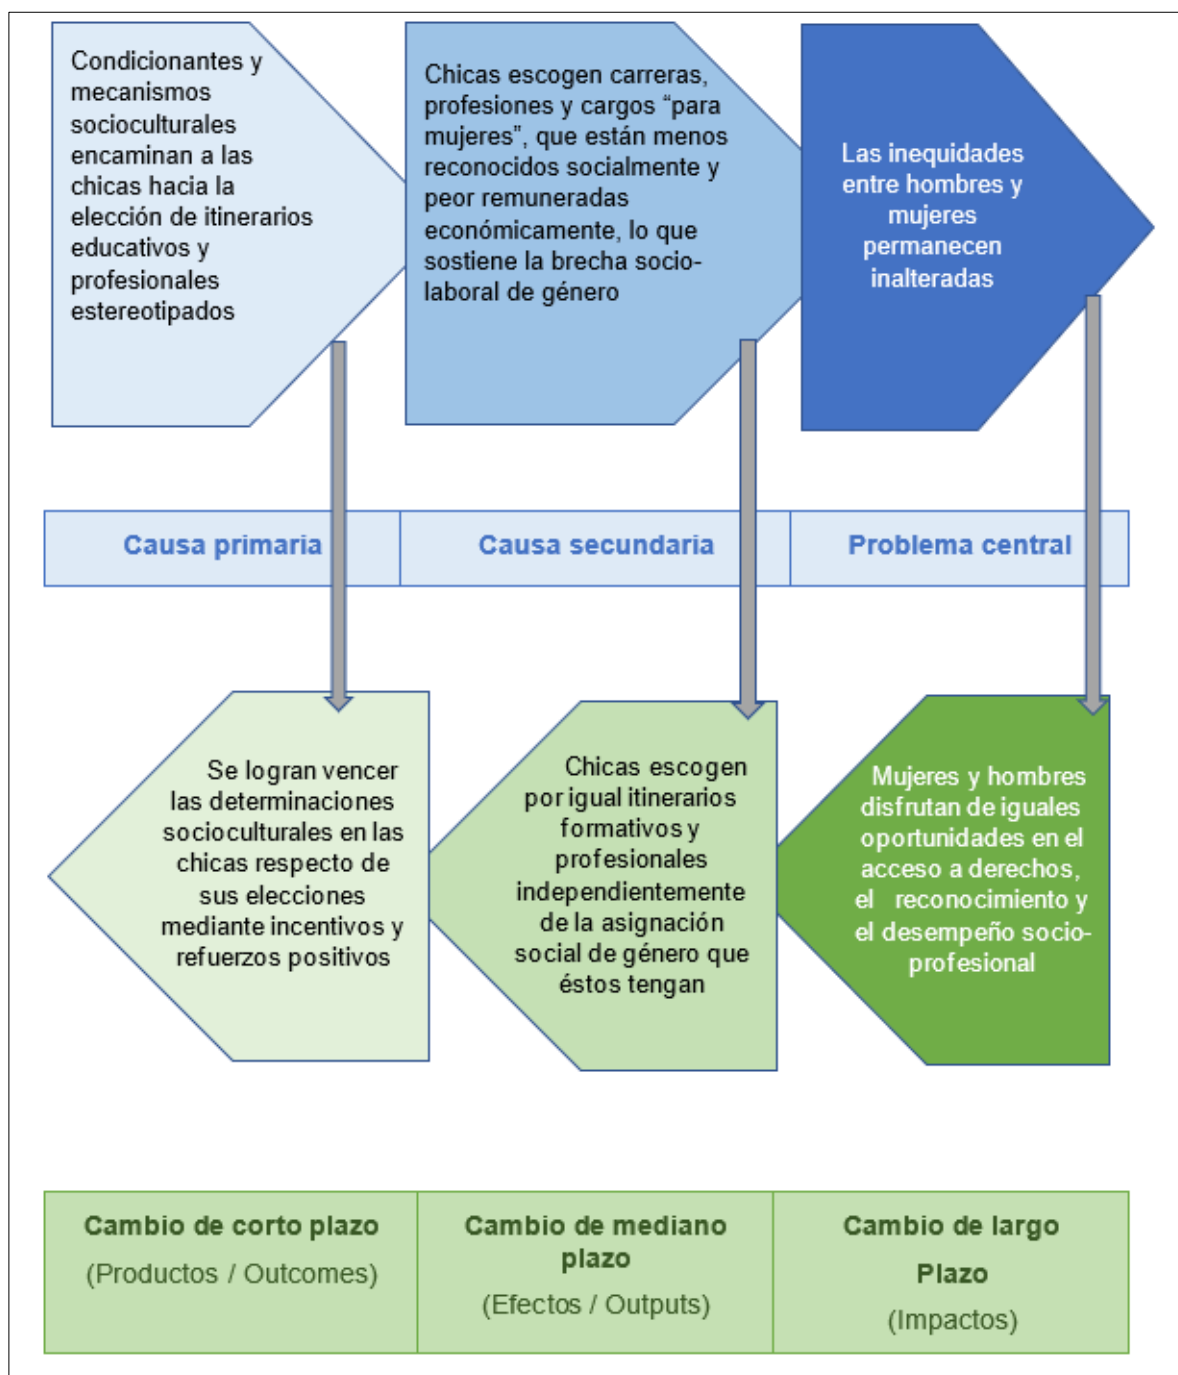 Condicionantes y
mecanismos
socioculturales
encaminan a las
chicas hacia la
elección de itinerarios
educativos y
profesionales
estereotipados
Chicas escogen carreras,
profesiones y cargos “para
mujeres”, que están menos
reconocidos socialmente y
peor remuneradas
económicamente, lo que
sostiene la brecha socio-
laboral de género
Las inequidades
entre hombres y
mujeres
permanecen
inalteradas
Causa primaria
Causa secundaria
Problema central
Se logran vencer
las determinaciones
socioculturales en las
chicas respecto de
sus elecciones
mediante incentivos y
refuerzos positivos
Chicas escogen
por igual itinerarios
formativos y
profesionales
independientemente
de la asignación
social de género que
éstos tengan
Mujeres y hombres
disfrutan de iguales
oportunidades en el
acceso a derechos,
el reconocimiento y
el desempeño socio-
profesional
Cambio de corto plazo
(Productos / Outcomes)
Cambio de mediano
plazo
(Efectos / Outputs)
Cambio de largo
Plazo
(Impactos)